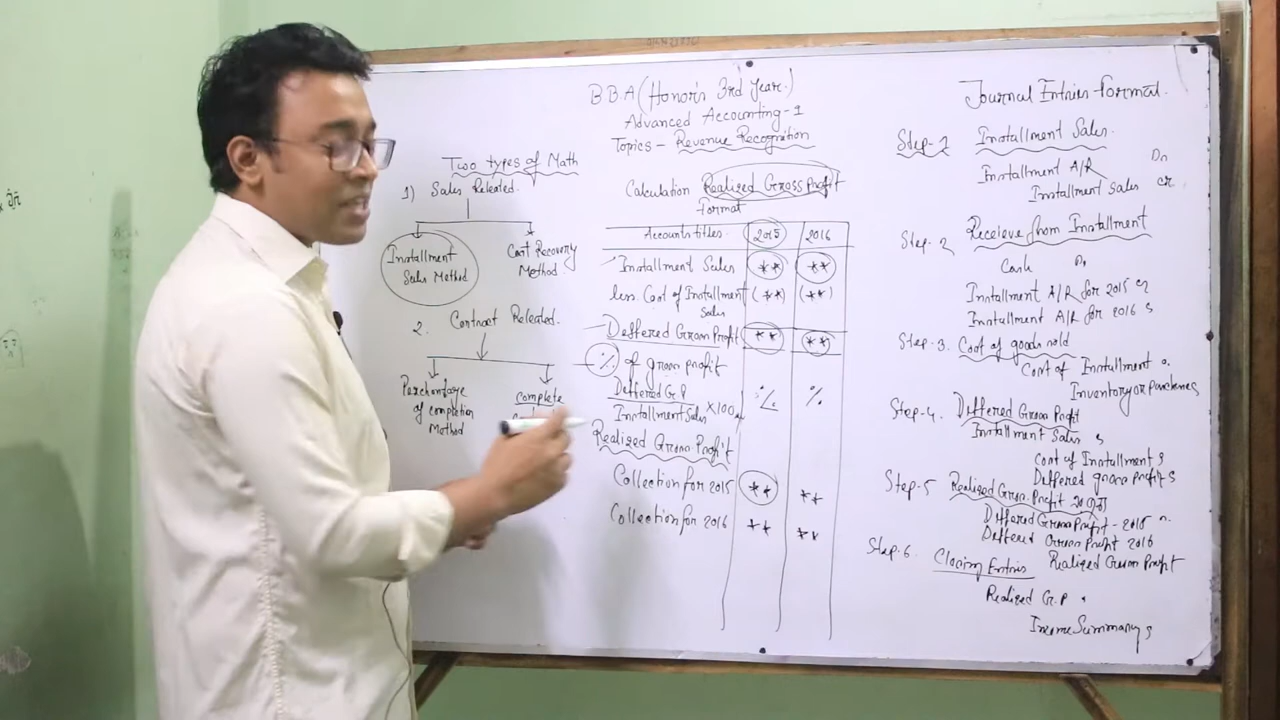 B B A (Honor's 3rd Year.)
Advanced Accounting-1
Topics - Revenue Recognition
Two types of Math
1) Sales Releated.
Installment
Sales Method
Cost Recovery
Method.
2. Contract Releated.
Perchentage
of completion
Method
complete
Calculation Realized Gross Profit
Format
Accounts titles. 2015 2016
Installment Sales ** **
less. Cost of Installment (**) (**)
Sales
Deffered Gross Profit ** **
% of gross profit
Deffered G.P
Installment Sales ×100 % %
Realized Gross Profit
Collection for 2015 ** **
Collection for 2016 ** **
Journal Entries Format.
Step-1 Installment Sales.
Installment A/R Dr
Installment Sales cr
Step-2 Receieve from Installment
Cash Dr
Installment A/R for 2015 cr
Installment A/R for 2016
Step-3. Cost of goods sold
Cost of Installment
Inventory or purchases
Step-4. Deffered Gross Profit
Installment Sales
Cost of Installment
Deffered gross profit
Step-5 Realized Gross Profit
Deffered Gross Profit - 2015
Deffered Gross Profit 2016
Realized Gross Profit
Step-6. Closing Entries
Realized G.P
Income Summary